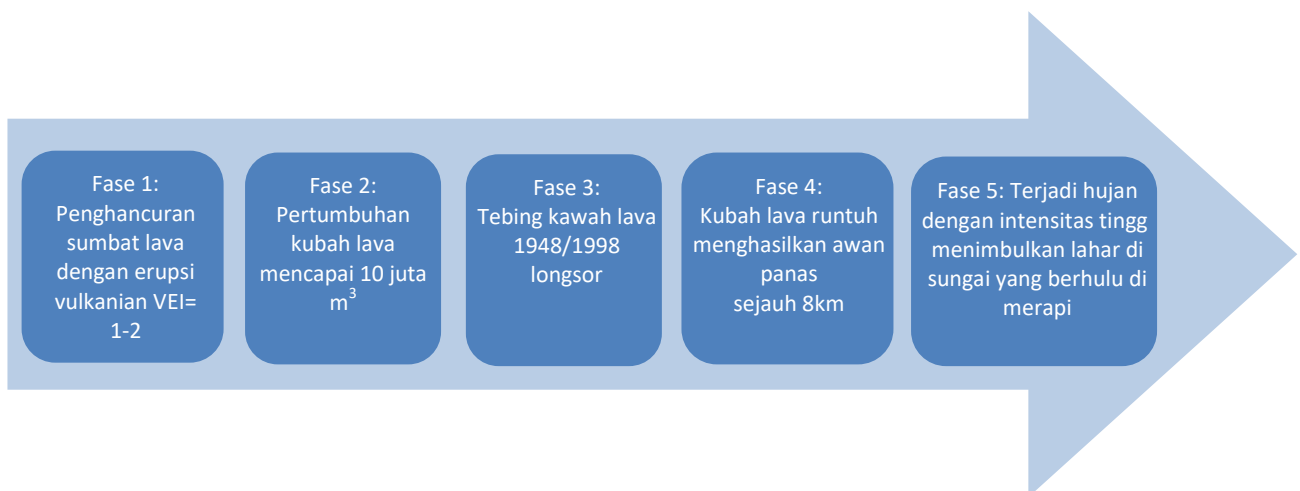 Fase 1:
Penghancuran
sumbat lava
dengan erupsi
vulkanian VEI=
1-2
Fase 2:
Pertumbuhan
kubah lava
mencapai 10 juta
m³
Fase 3:
Tebing kawah lava
1948/1998
longsor
Fase 4:
Kubah lava runtuh
menghasilkan awan
panas
sejauh 8km
Fase 5: Terjadi hujan
dengan intensitas tingg
menimbulkan lahar di
sungai yang berhulu di
merapi